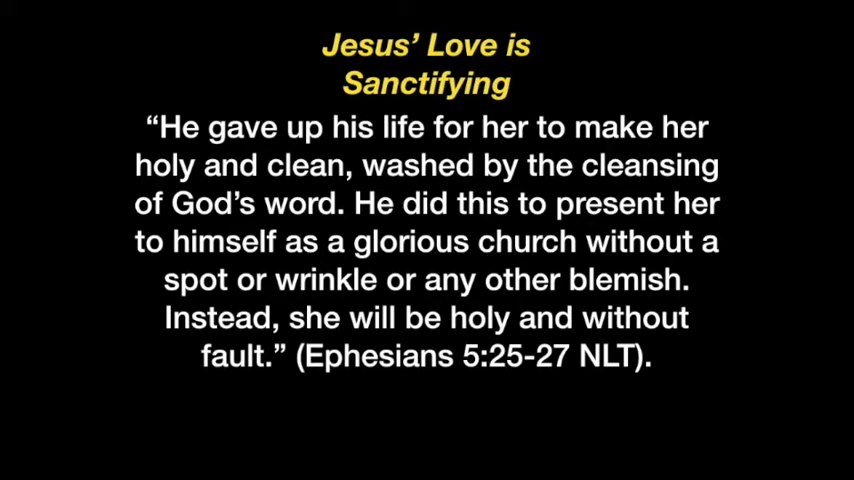 Jesus’ Love is
Sanctifying
“He gave up his life for her to make her
holy and clean, washed by the cleansing
of God’s word. He did this to present her
to himself as a glorious church without a
spot or wrinkle or any other blemish.
Instead, she will be holy and without
fault.” (Ephesians 5:25-27 NLT).